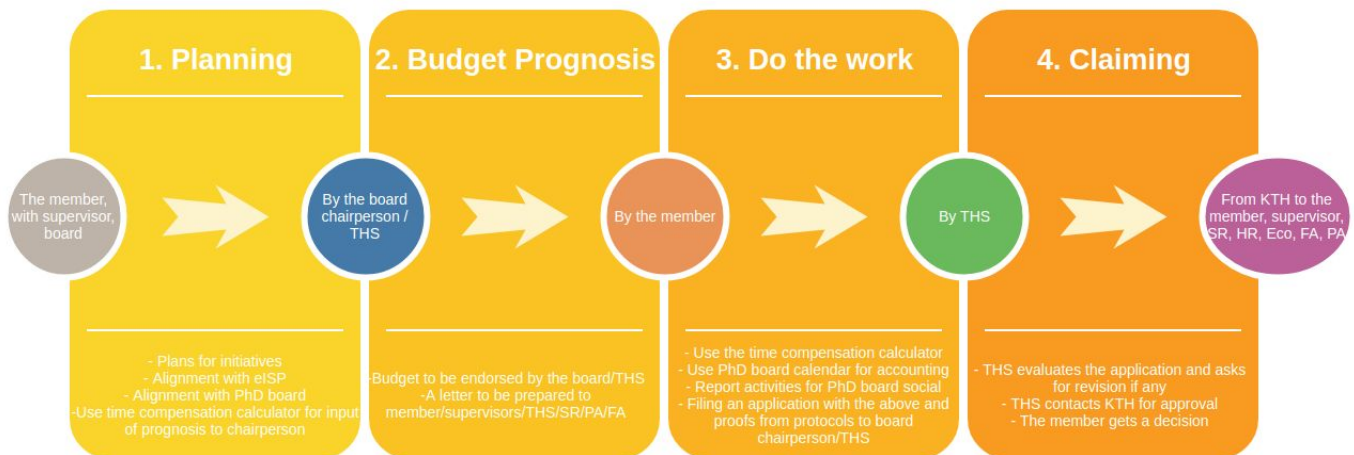 1. Planning
2. Budget Prognosis
3. Do the work
4. Claiming
The member,
with supervisor,
board
By the board
chairperson /
THS
By the member
By THS
From KTH to the
member, supervisor,
SR, HR, Eco, FA, PA
- Plans for initiatives
- Alignment with eISP
- Alignment with PhD board
-Use time compensation calculator for input
of prognosis to chairperson
-Budget to be endorsed by the board/THS
-A letter to be prepared to
member/supervisors/THS/SR/PA/FA
- Use the time compensation calculator
- Use PhD board calendar for accounting
- Report activities for PhD board social
- Filing an application with the above and
proofs from protocols to board
chairperson/THS
- THS evaluates the application and asks
for revision if any
- THS contacts KTH for approval
- The member gets a decision